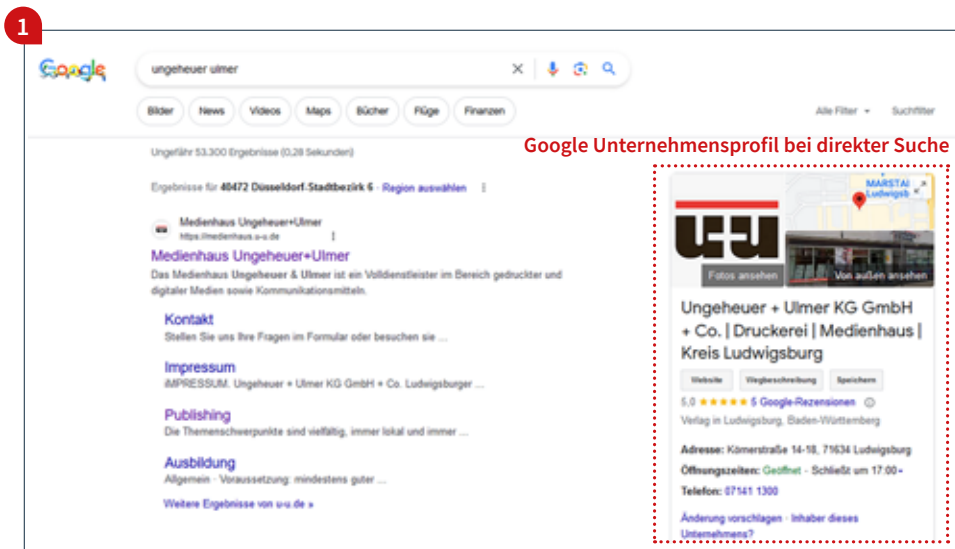 1
Google
ungeheuer ulmer
Bilder
News
Videos
Maps
Bücher
Flüge
Finanzen
Alle Filter
Suchfilter
Ungefähr 53.300 Ergebnisse (0,28 Sekunden)
Google Unternehmensprofil bei direkter Suche
Ergebnisse für 40472 Düsseldorf-Stadtbezirk 6 · Region auswählen
Medienhaus Ungeheuer+Ulmer
https://medienhaus.u-u.de
Medienhaus Ungeheuer+Ulmer
Das Medienhaus Ungeheuer & Ulmer ist ein Volldienstleister im Bereich gedruckter und
digitaler Medien sowie Kommunikationsmitteln.
Kontakt
Stellen Sie uns Ihre Fragen im Formular oder besuchen sie ...
Impressum
iMPRESSUM. Ungeheuer + Ulmer KG GmbH + Co. Ludwigsburger ...
Publishing
Die Themenschwerpunkte sind vielfältig, immer lokal und immer ...
Ausbildung
Allgemein · Voraussetzung: mindestens guter ...
Weitere Ergebnisse von u-u.de »
MARSTAL
Ludwigsb
u+u
Fotos ansehen
Von außen ansehen
Ungeheuer + Ulmer KG GmbH
+ Co. | Druckerei | Medienhaus |
Kreis Ludwigsburg
Website
Wegbeschreibung
Speichern
5,0 ★★★★★ 5 Google-Rezensionen
Verlag in Ludwigsburg, Baden-Württemberg
Adresse: Körnerstraße 14-18, 71634 Ludwigsburg
Öffnungszeiten: Geöffnet · Schließt um 17:00
Telefon: 07141 1300
Änderung vorschlagen · Inhaber dieses
Unternehmens?